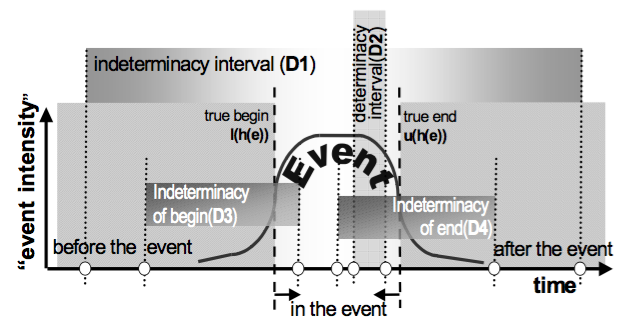 indeterminacy interval (D1)
determinacy
interval(D2)
true begin
l(h(e))
true end
u(h(e))
"event intensity"
Event
Indeterminacy
of begin(D3)
Indeterminacy
of end(D4)
before the event
after the event
time
in the event